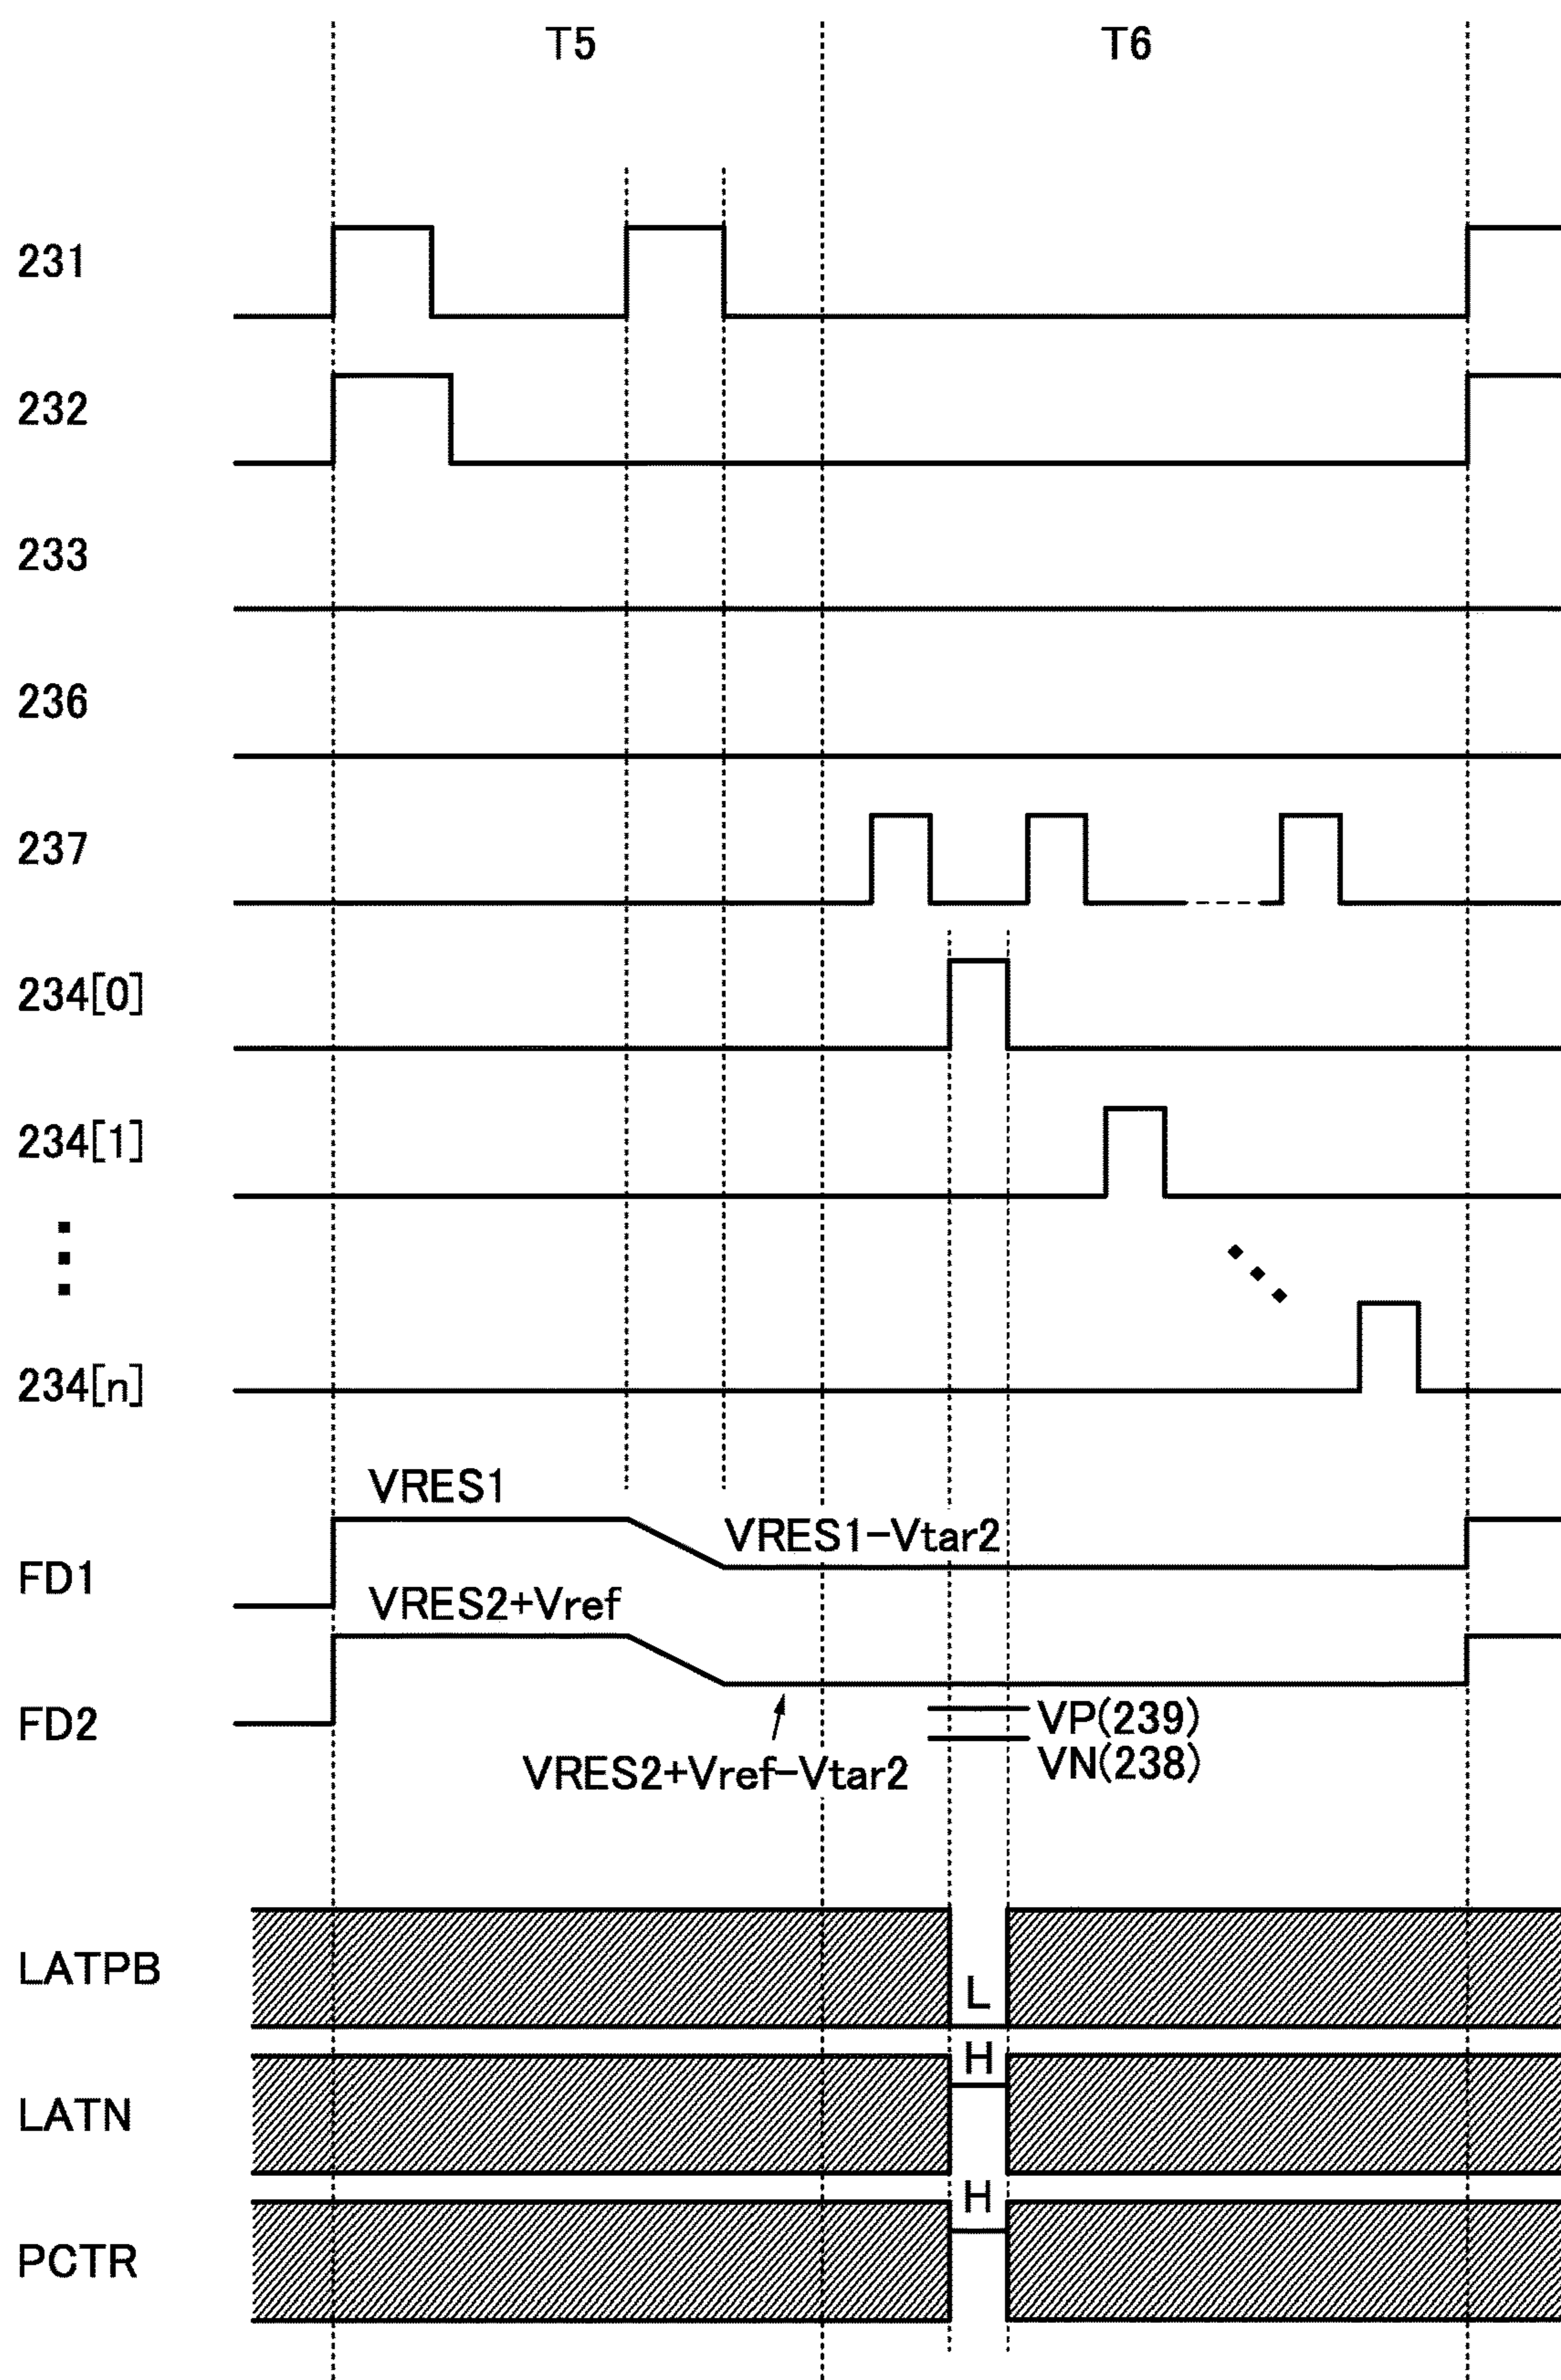 T5 T6
231
232
233
236
237
234[0]
234[1]
234[n]
VRES1
VRES1-Vtar2
FD1
VRES2+Vref
FD2
VP(239)
VN(238)
VRES2+Vref-Vtar2
LATPB
L
H
LATN
H
PCTR